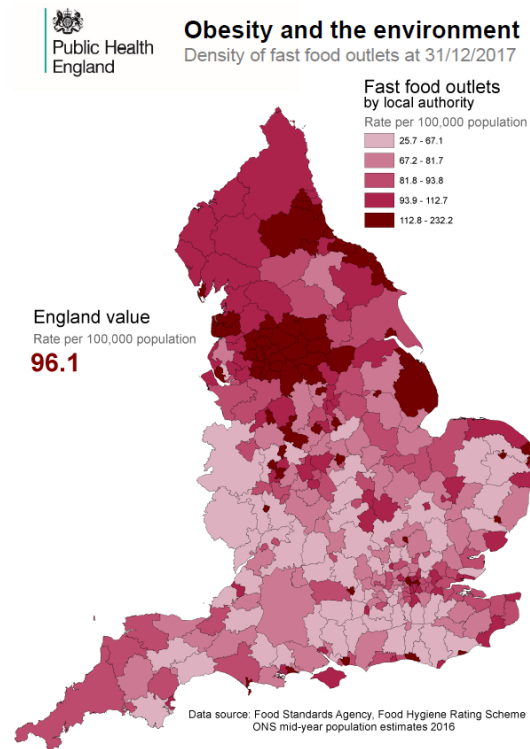 Public Health
England
Obesity and the environment
Density of fast food outlets at 31/12/2017
Fast food outlets
by local authority
Rate per 100,000 population
25.7 - 67.1
67.2 - 81.7
81.8 - 93.8
93.9 - 112.7
112.8 - 232.2
England value
Rate per 100,000 population
96.1
Data source: Food Standards Agency, Food Hygiene Rating Scheme
ONS mid-year population estimates 2016